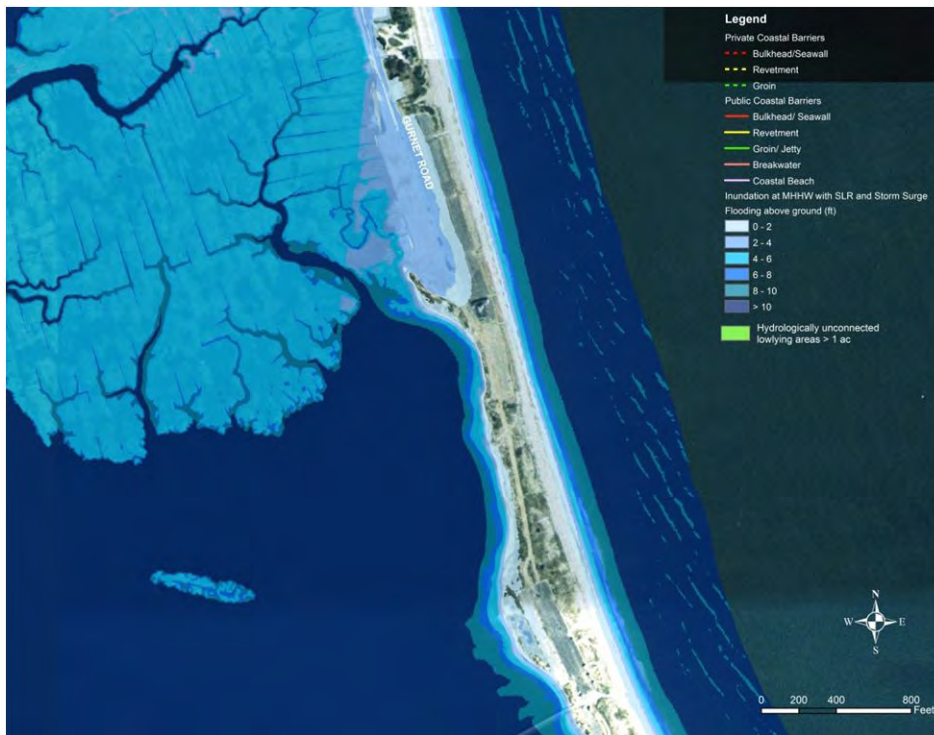 Legend
Private Coastal Barriers
Bulkhead/Seawall
Revetment
Groin
Public Coastal Barriers
Bulkhead/ Seawall
Revetment
Groin/ Jetty
Breakwater
Coastal Beach
Inundation at MHHW with SLR and Storm Surge
Flooding above ground (ft)
0 - 2
2 - 4
4 - 6
6 - 8
8 - 10
> 10
Hydrologically unconnected
lowlying areas > 1 ac
GURNET ROAD
N
W E
S
0 200 400 800
Feet